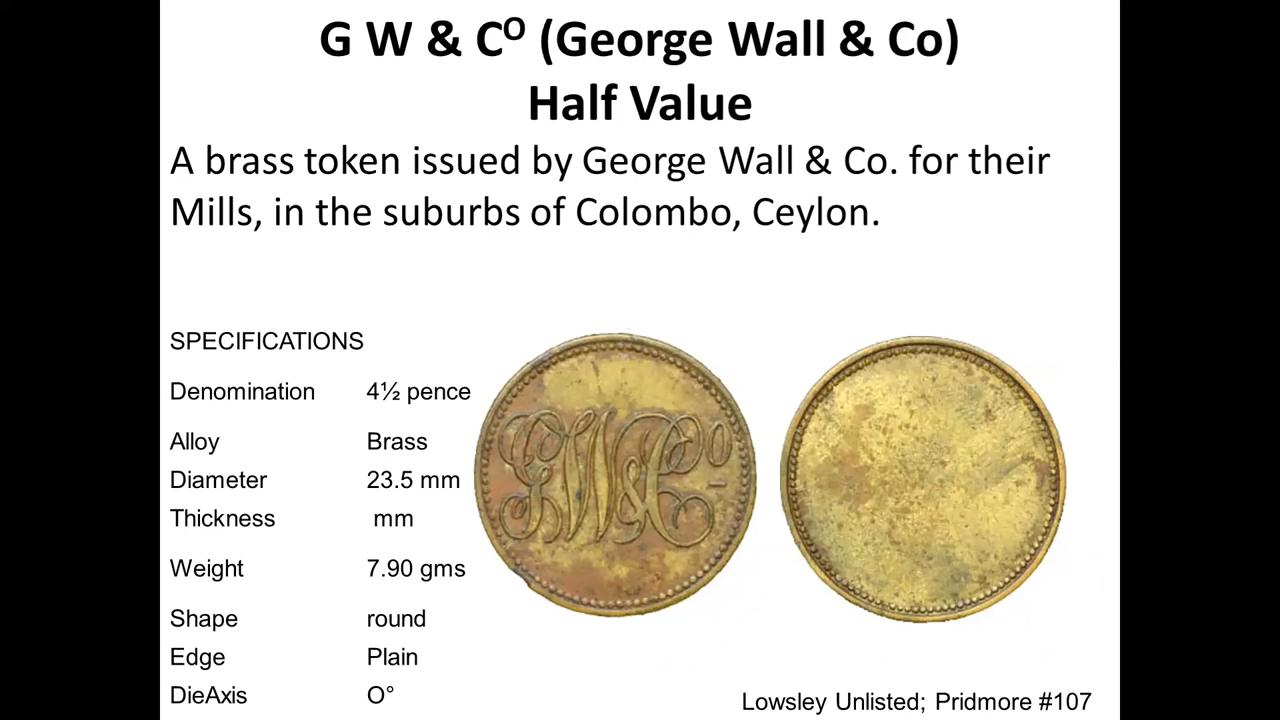 G W & Cᴼ (George Wall & Co)
Half Value
A brass token issued by George Wall & Co. for their
Mills, in the suburbs of Colombo, Ceylon.
SPECIFICATIONS
Denomination 4½ pence
Alloy Brass
Diameter 23.5 mm
Thickness mm
Weight 7.90 gms
Shape round
Edge Plain
DieAxis O°
GW&Co
Lowsley Unlisted; Pridmore #107